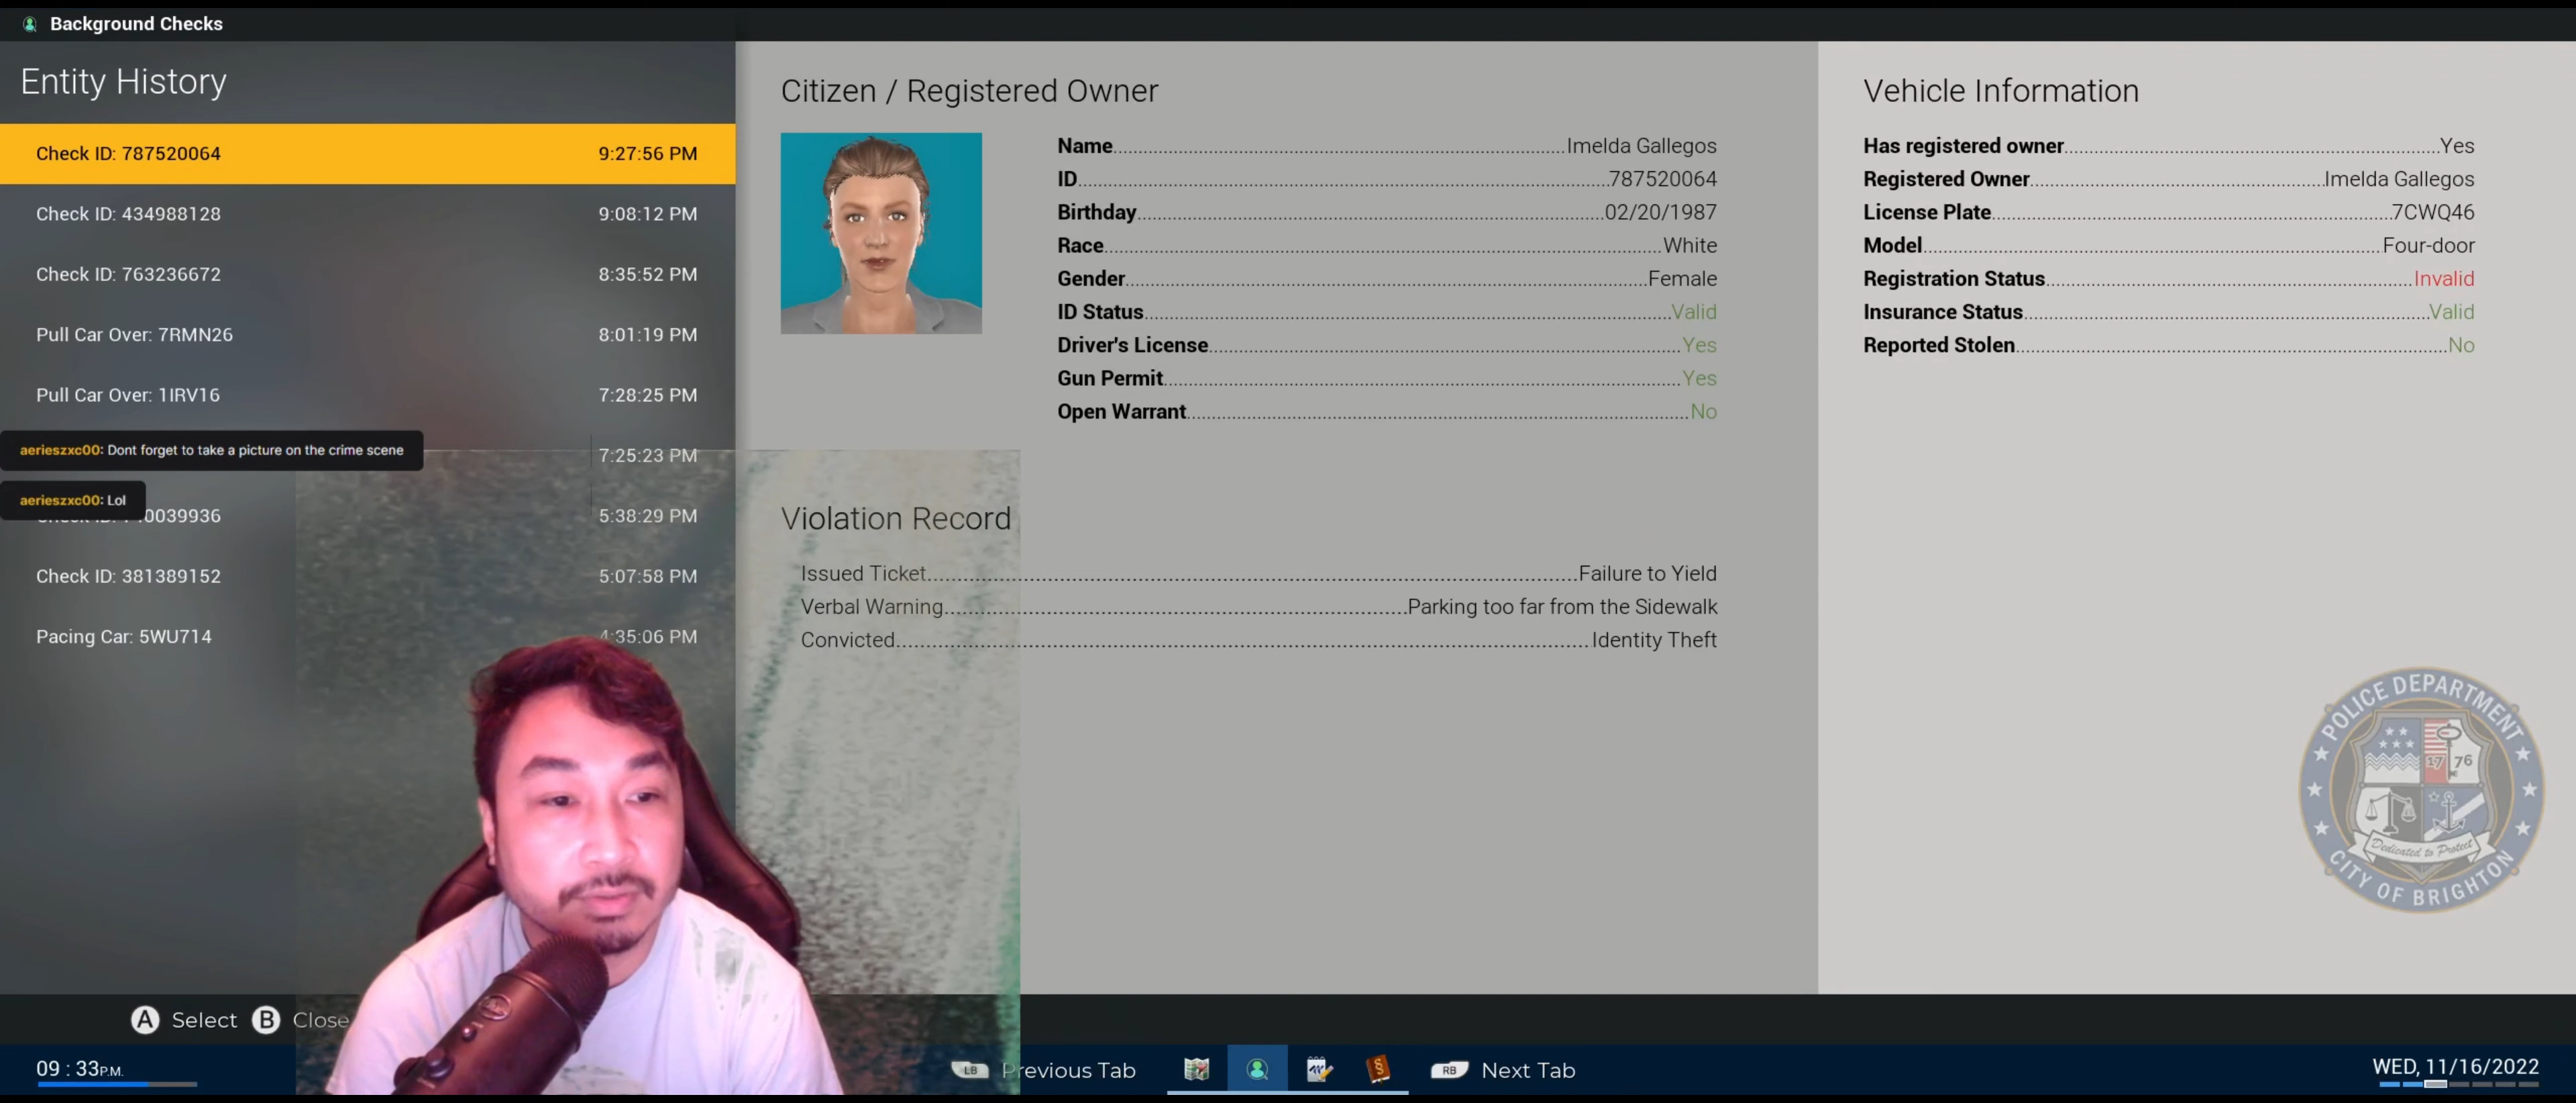 Background Checks
Entity History
Check ID: 787520064 9:27:56 PM
Check ID: 434988128 9:08:12 PM
Check ID: 763236672 8:35:52 PM
Pull Car Over: 7RMN26 8:01:19 PM
Pull Car Over: 1IRV16 7:28:25 PM
aerieszxc00: Dont forget to take a picture on the crime scene
7:25:23 PM
aerieszxc00: Lol
0039936 5:38:29 PM
Check ID: 381389152 5:07:58 PM
Pacing Car: 5WU714 4:35:06 PM
Citizen / Registered Owner
Name Imelda Gallegos
ID 787520064
Birthday 02/20/1987
Race White
Gender Female
ID Status Valid
Driver's License Yes
Gun Permit Yes
Open Warrant No
Violation Record
Issued Ticket Failure to Yield
Verbal Warning Parking too far from the Sidewalk
Convicted Identity Theft
Vehicle Information
Has registered owner Yes
Registered Owner Imelda Gallegos
License Plate 7CWQ46
Model Four-door
Registration Status Invalid
Insurance Status Valid
Reported Stolen No
POLICE DEPARTMENT
17 76
Dedicated to Protect
CITY OF BRIGHTON
A Select B Close
09 : 33 P.M.
LB Previous Tab
RB Next Tab
WED, 11/16/2022